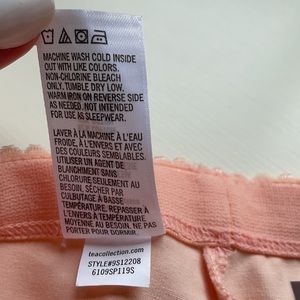 MACHINE WASH COLD INSIDE
OUT WITH LIKE COLORS.
NON-CHLORINE BLEACH
ONLY. TUMBLE DRY LOW.
WARM IRON ON REVERSE SIDE
AS NEEDED. NOT INTENDED
FOR USE AS SLEEPWEAR.
LAVER À LA MACHINE À L'EAU
FROIDE, À L'ENVERS ET AVEC
DES COULEURS SEMBLABLES.
UTILISER UN AGENT DE
BLANCHIMENT SANS
CHLORURE SEULEMENT AU
BESOIN. SÉCHER PAR
CULBUTAGE À BASSE
TEMPÉRATURE. REPASSER À
L'ENVERS À TEMPÉRATURE
MOYENNE AU BESOIN. NE PAS
PORTER POUR DORMIR.
teacollection.com
STYLE#9S12208
6109SP119S